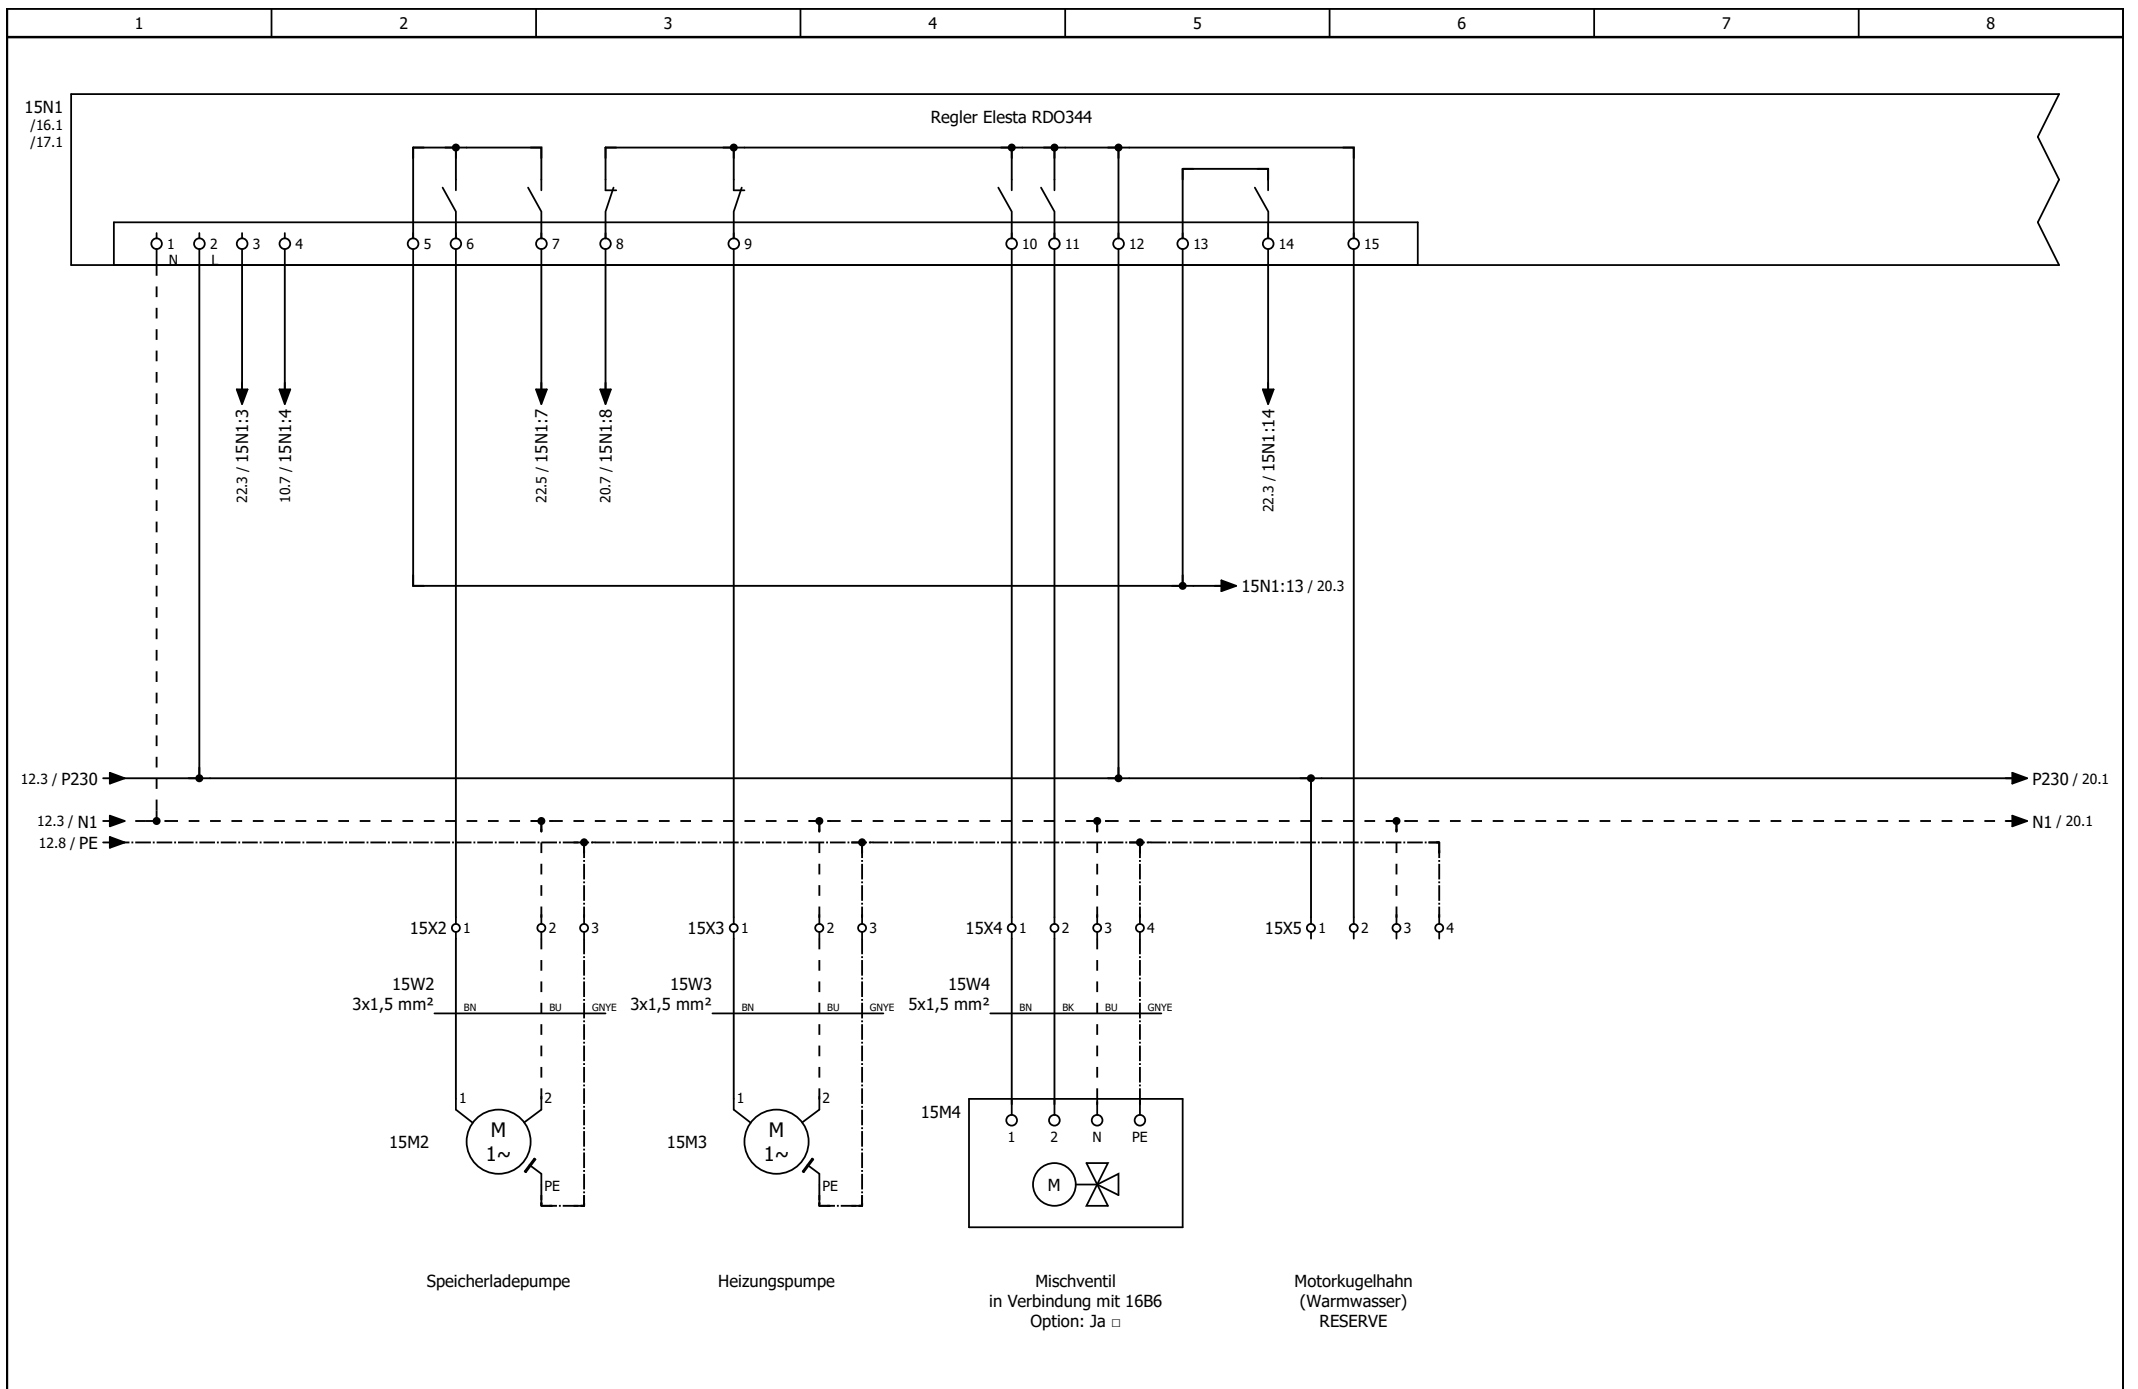 1 2 3 4 5 6 7 8
15N1
/16.1
/17.1
Regler Elesta RDO344
1 2 3 4 5 6 7 8 9 10 11 12 13 14 15
N L
22.3 / 15N1:3
10.7 / 15N1:4
22.5 / 15N1:7
20.7 / 15N1:8
22.3 / 15N1:14
15N1:13 / 20.3
12.3 / P230
P230 / 20.1
12.3 / N1
N1 / 20.1
12.8 / PE
15X2 1 2 3
15X3 1 2 3
15X4 1 2 3 4
15X5 1 2 3 4
15W2
3x1,5 mm²
BN BU GNYE
15W3
3x1,5 mm²
BN BU GNYE
15W4
5x1,5 mm²
BN BK BU GNYE
1 2
15M2
M
1~
PE
1 2
15M3
M
1~
PE
15M4
1 2 N PE
M
Speicherladepumpe
Heizungspumpe
Mischventil
in Verbindung mit 16B6
Option: Ja □
Motorkugelhahn
(Warmwasser)
RESERVE